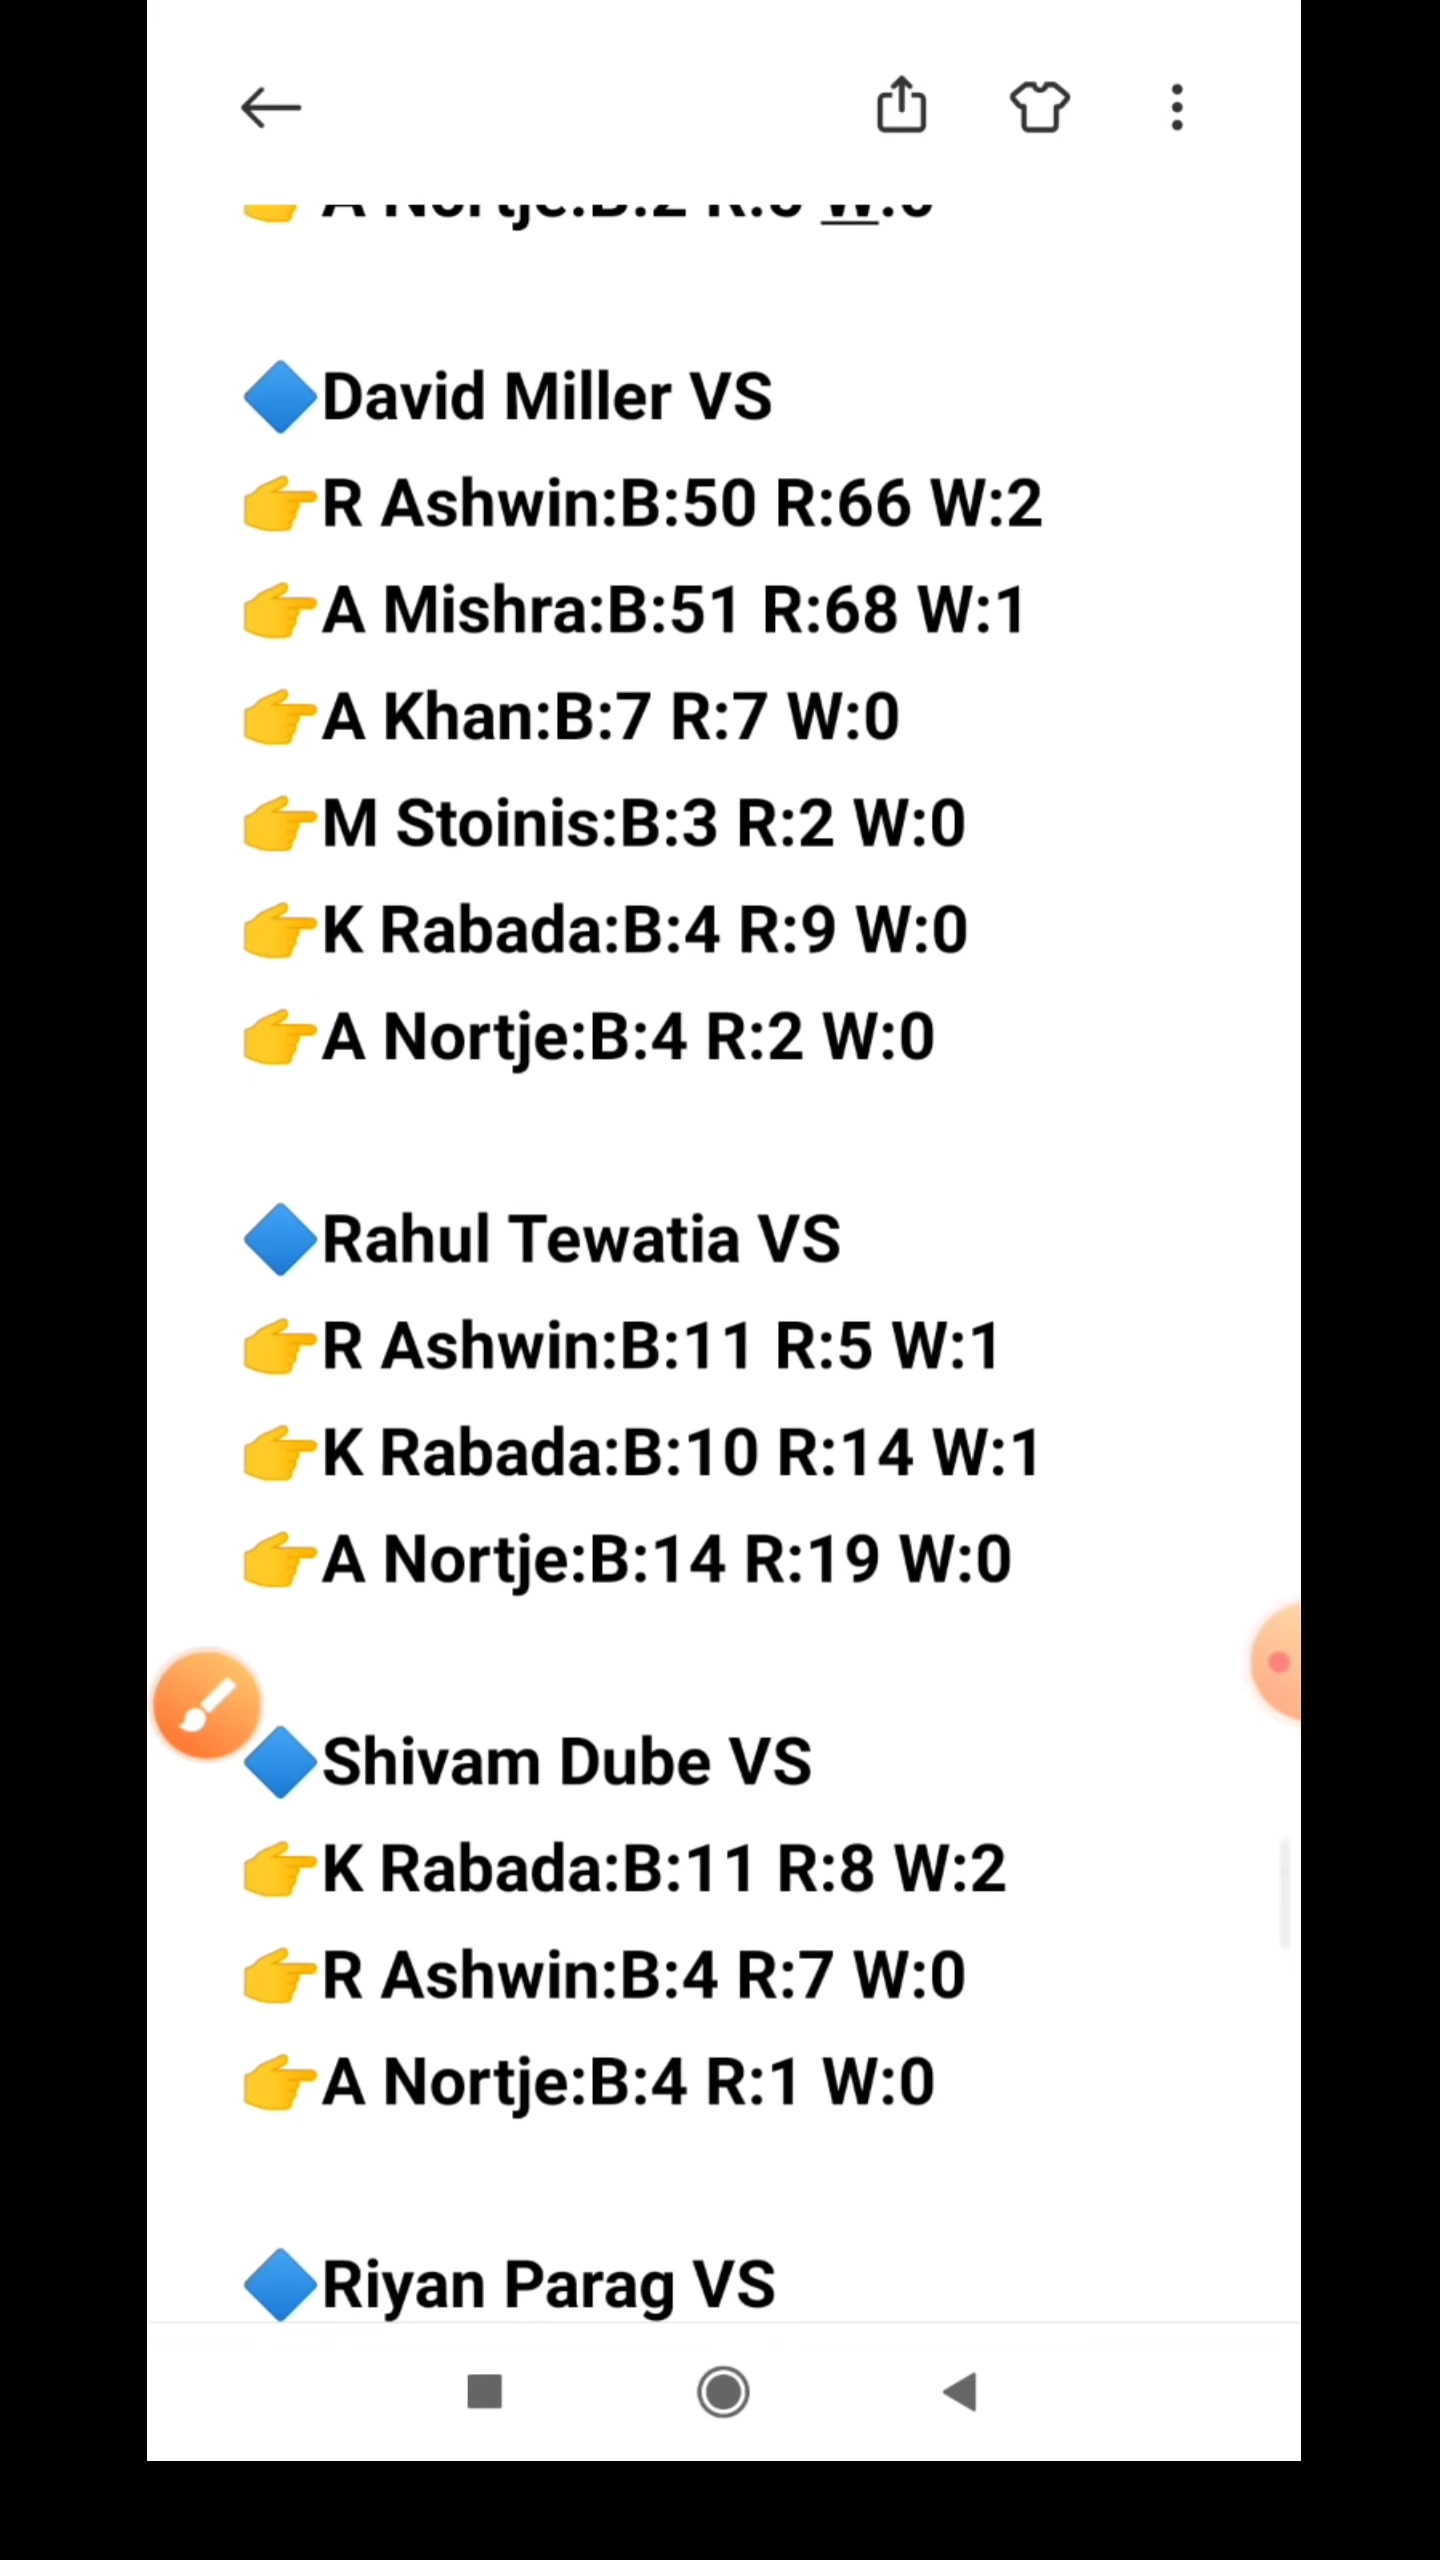 🔷David Miller VS
👉R Ashwin:B:50 R:66 W:2
👉A Mishra:B:51 R:68 W:1
👉A Khan:B:7 R:7 W:0
👉M Stoinis:B:3 R:2 W:0
👉K Rabada:B:4 R:9 W:0
👉A Nortje:B:4 R:2 W:0
🔷Rahul Tewatia VS
👉R Ashwin:B:11 R:5 W:1
👉K Rabada:B:10 R:14 W:1
👉A Nortje:B:14 R:19 W:0
🔷Shivam Dube VS
👉K Rabada:B:11 R:8 W:2
👉R Ashwin:B:4 R:7 W:0
👉A Nortje:B:4 R:1 W:0
🔷Riyan Parag VS